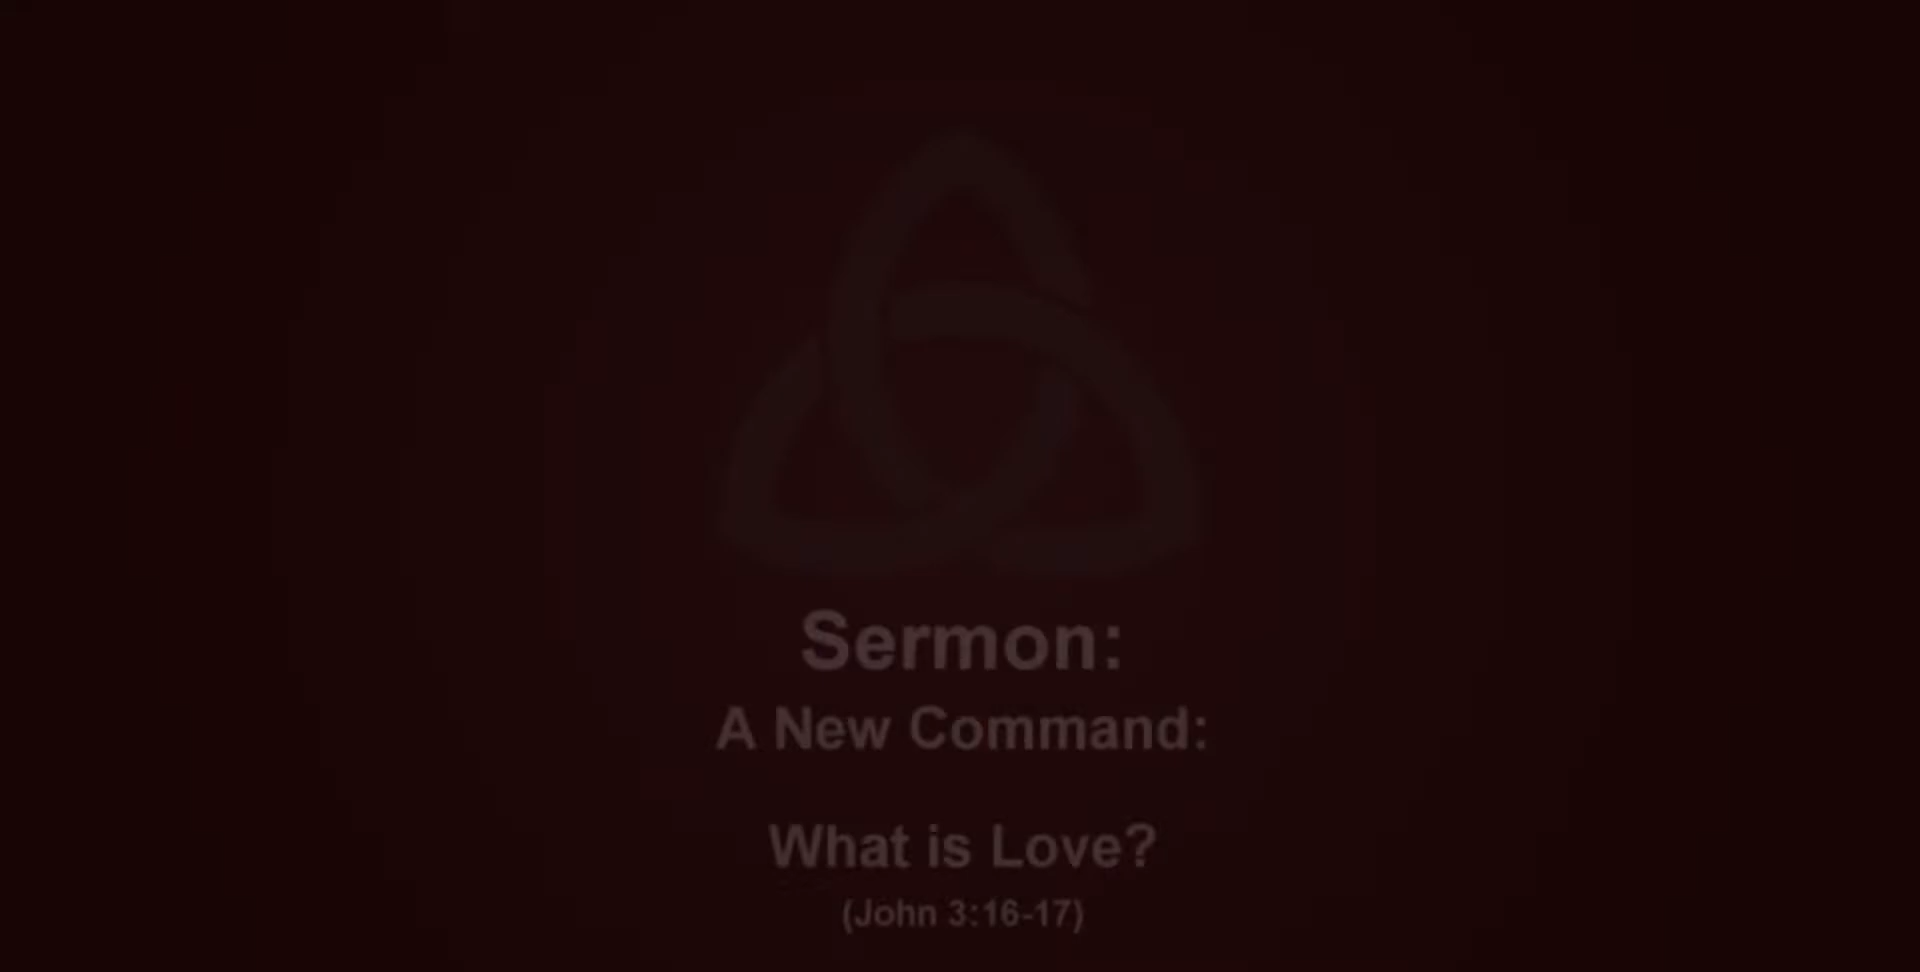 Sermon:
A New Command:
What is Love?
(John 3:16-17)